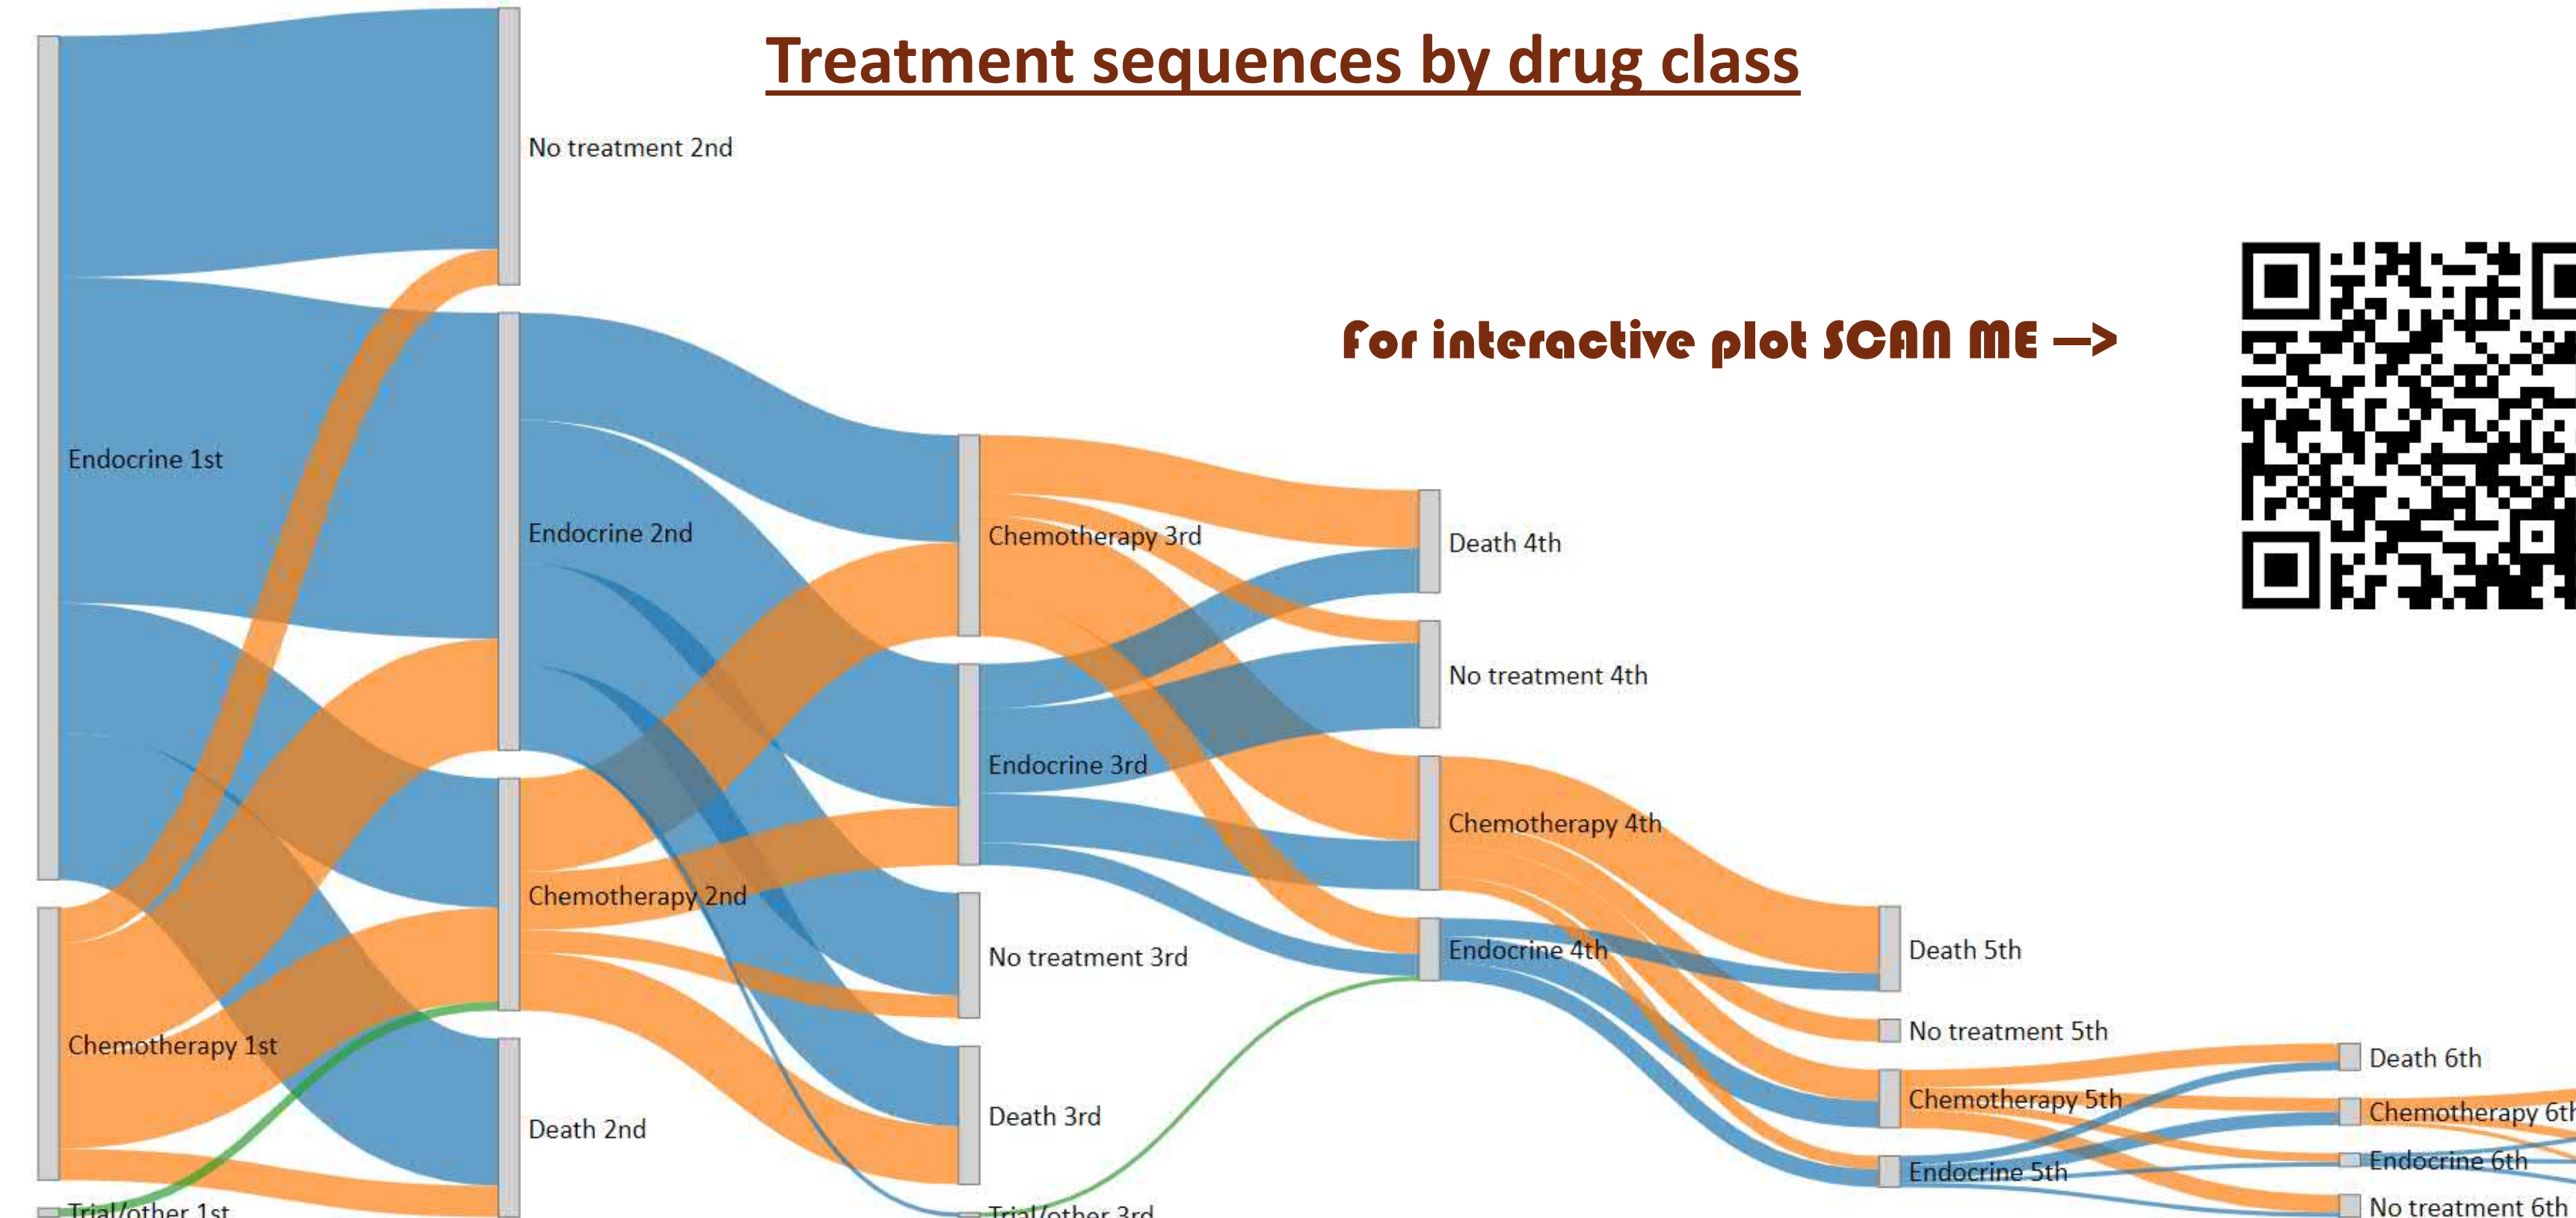 Treatment sequences by drug class
For interactive plot SCAN ME –>
Endocrine 1st
Chemotherapy 1st
Trial/other 1st
No treatment 2nd
Endocrine 2nd
Chemotherapy 2nd
Death 2nd
Chemotherapy 3rd
Endocrine 3rd
No treatment 3rd
Death 3rd
Trial/other 3rd
Death 4th
No treatment 4th
Chemotherapy 4th
Endocrine 4th
Death 5th
No treatment 5th
Chemotherapy 5th
Endocrine 5th
Death 6th
Chemotherapy 6th
Endocrine 6th
No treatment 6th